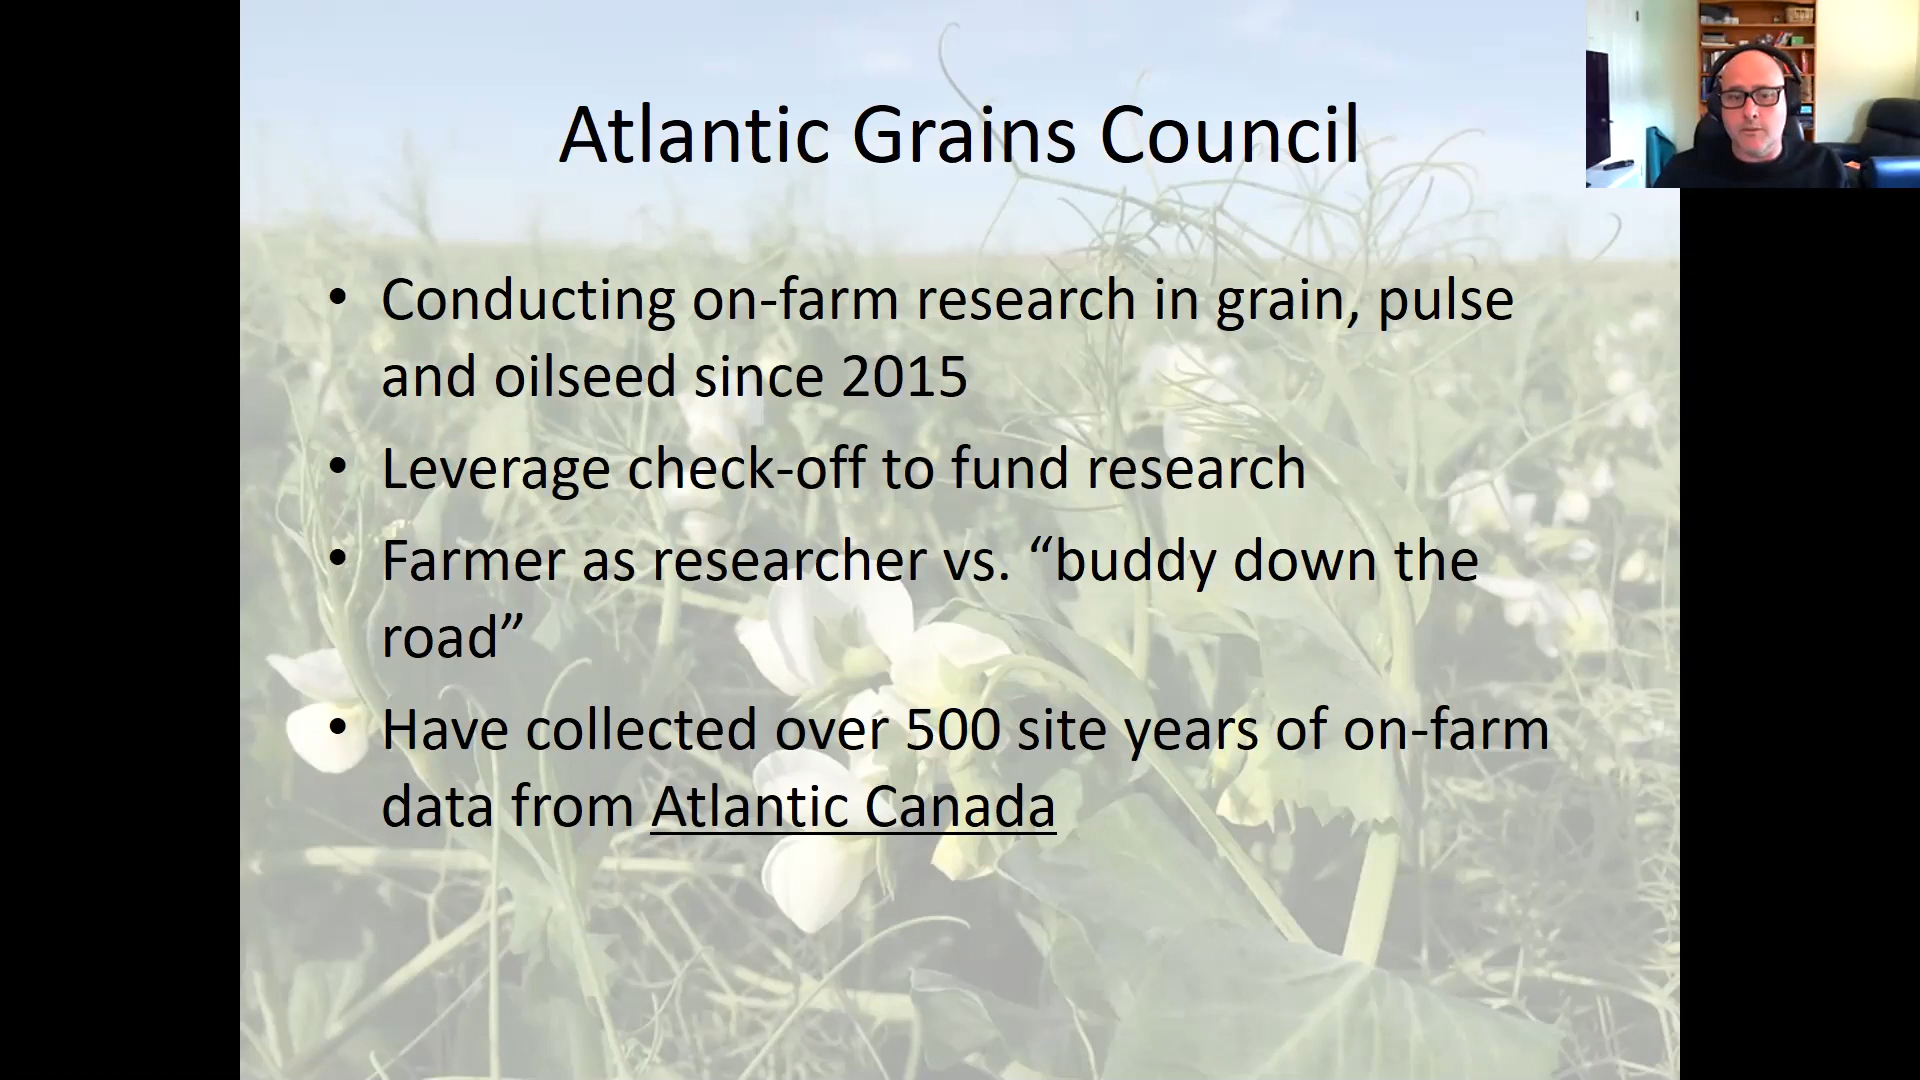 Atlantic Grains Council
• Conducting on-farm research in grain, pulse
and oilseed since 2015
• Leverage check-off to fund research
• Farmer as researcher vs. “buddy down the
road”
• Have collected over 500 site years of on-farm
data from Atlantic Canada